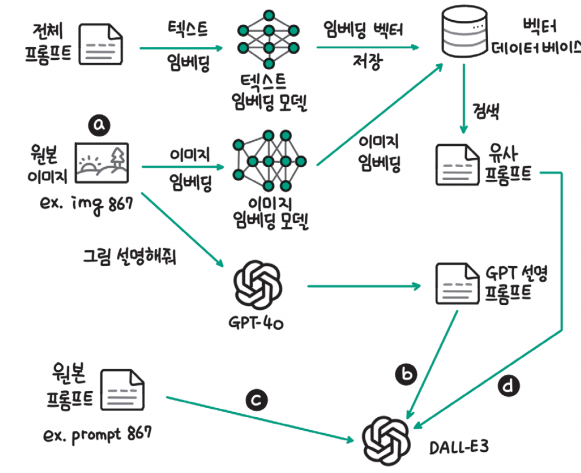 전체
프롬프트
텍스트
임베딩
텍스트
임베딩 모델
임베딩 벡터
저장
벡터
데이터 베이스
검색
a
원본
이미지
ex. img 867
이미지
임베딩
이미지
임베딩 모델
이미지
임베딩
유사
프롬프트
그림 설명해줘
GPT-4o
GPT 설명
프롬프트
b
d
원본
프롬프트
ex. prompt 867
c
DALL-E3